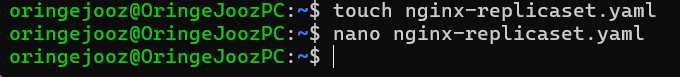 oringejooz@OringeJoozPC:~$ touch nginx-replicaset.yaml
oringejooz@OringeJoozPC:~$ nano nginx-replicaset.yaml
oringejooz@OringeJoozPC:~$